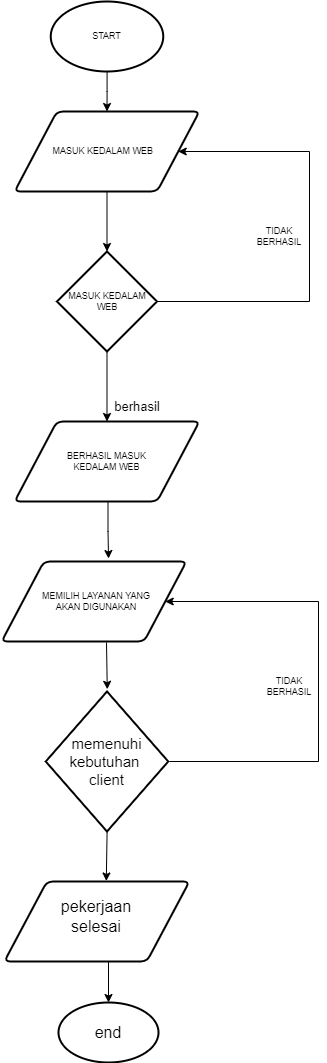 START
MASUK KEDALAM WEB
TIDAK
BERHASIL
MASUK KEDALAM
WEB
berhasil
BERHASIL MASUK
KEDALAM WEB
MEMILIH LAYANAN YANG
AKAN DIGUNAKAN
TIDAK
BERHASIL
memenuhi
kebutuhan
client
pekerjaan
selesai
end